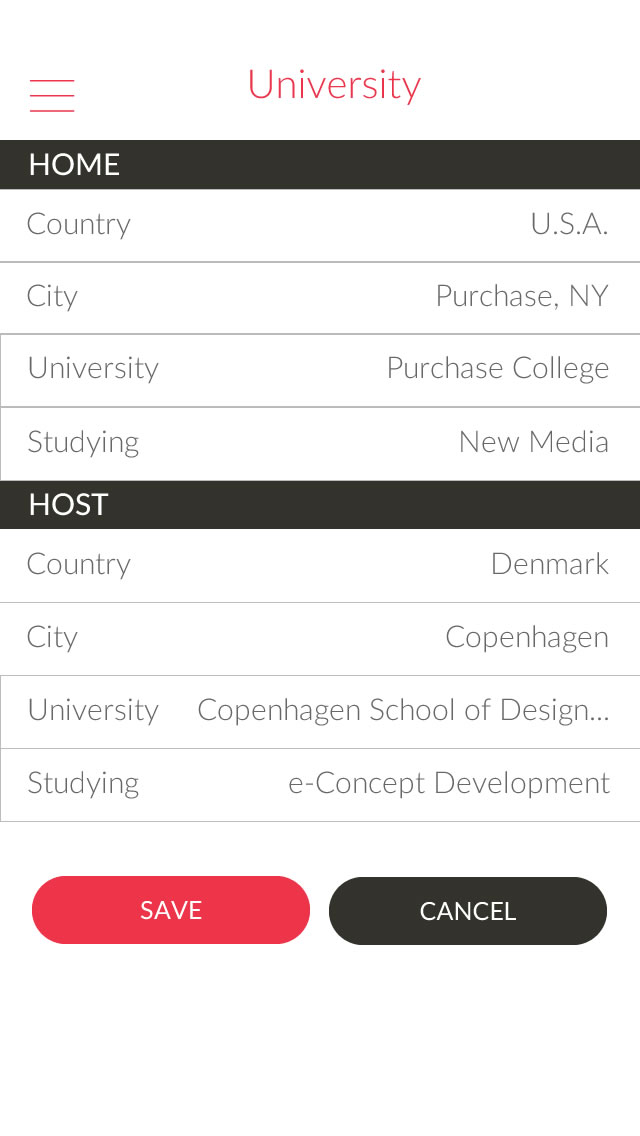 University
HOME
Country U.S.A.
City Purchase, NY
University Purchase College
Studying New Media
HOST
Country Denmark
City Copenhagen
University Copenhagen School of Design...
Studying e-Concept Development
SAVE CANCEL